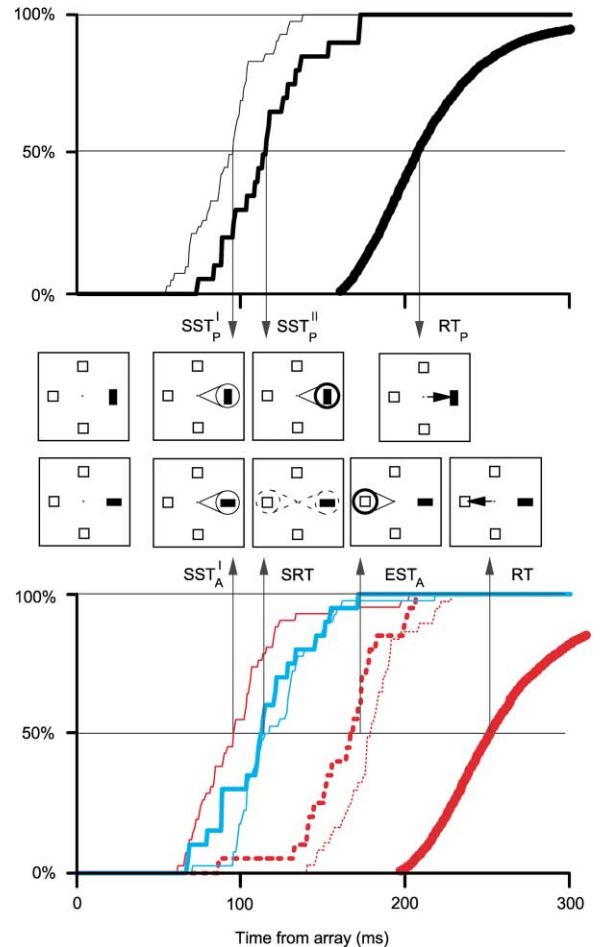 100%
50%
0%
SST_P^I SST_P^II RT_P
SST_A^I SRT EST_A RT
100%
50%
0%
0 100 200 300
Time from array (ms)